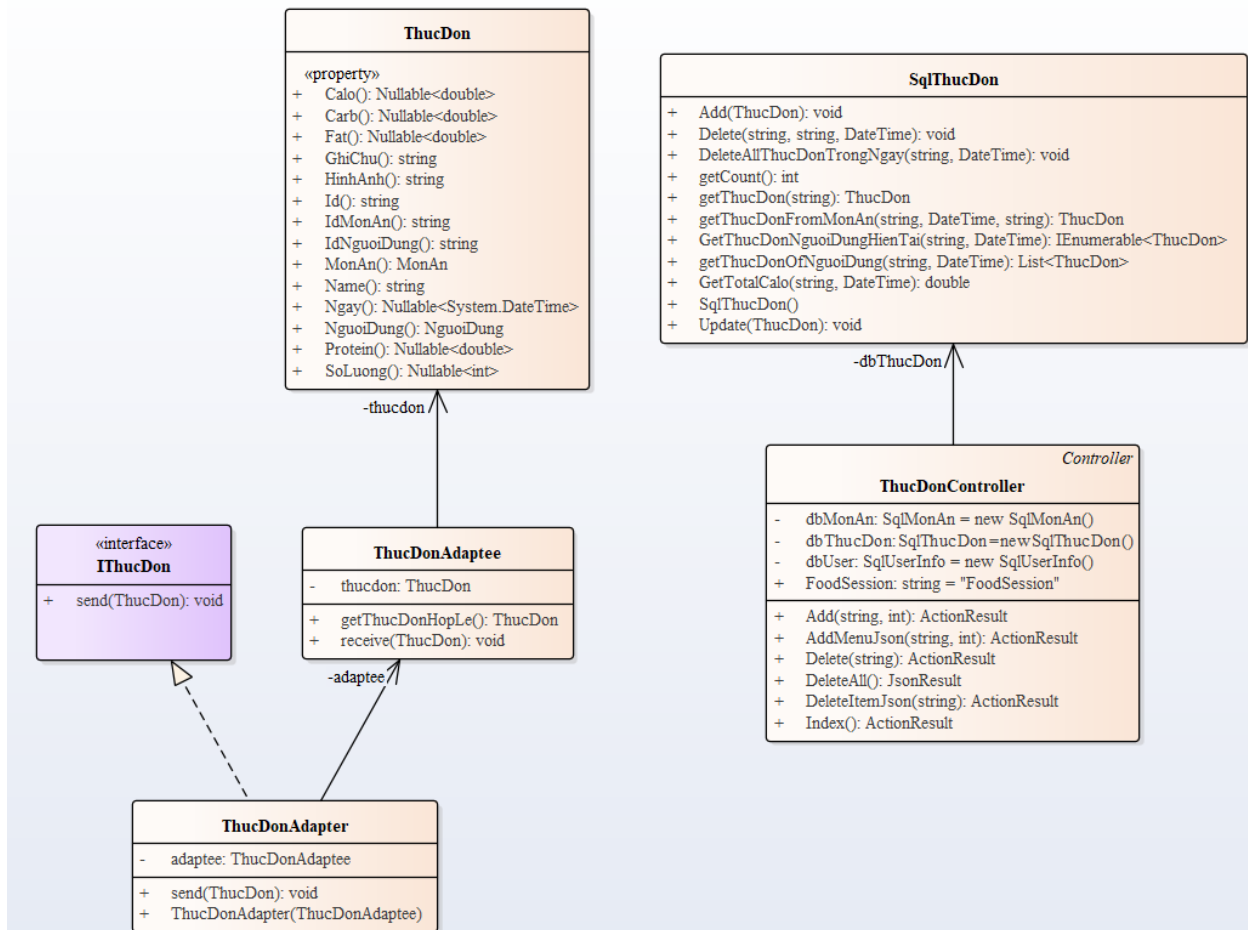 ThucDon
«property»
+ Calo(): Nullable<double>
+ Carb(): Nullable<double>
+ Fat(): Nullable<double>
+ GhiChu(): string
+ HinhAnh(): string
+ Id(): string
+ IdMonAn(): string
+ IdNguoiDung(): string
+ MonAn(): MonAn
+ Name(): string
+ Ngay(): Nullable<System.DateTime>
+ NguoiDung(): NguoiDung
+ Protein(): Nullable<double>
+ SoLuong(): Nullable<int>
SqlThucDon
+ Add(ThucDon): void
+ Delete(string, string, DateTime): void
+ DeleteAllThucDonTrongNgay(string, DateTime): void
+ getCount(): int
+ getThucDon(string): ThucDon
+ getThucDonFromMonAn(string, DateTime, string): ThucDon
+ GetThucDonNguoiDungHienTai(string, DateTime): IEnumerable<ThucDon>
+ getThucDonOfNguoiDung(string, DateTime): List<ThucDon>
+ GetTotalCalo(string, DateTime): double
+ SqlThucDon()
+ Update(ThucDon): void
-thucdon
-dbThucDon
«interface»
IThucDon
+ send(ThucDon): void
ThucDonAdaptee
- thucdon: ThucDon
+ getThucDonHopLe(): ThucDon
+ receive(ThucDon): void
-adaptee
Controller
ThucDonController
- dbMonAn: SqlMonAn = new SqlMonAn()
- dbThucDon:SqlThucDon=newSqlThucDon()
- dbUser: SqlUserInfo = new SqlUserInfo()
+ FoodSession: string = "FoodSession"
+ Add(string, int): ActionResult
+ AddMenuJson(string, int): ActionResult
+ Delete(string): ActionResult
+ DeleteAll(): JsonResult
+ DeleteItemJson(string): ActionResult
+ Index(): ActionResult
ThucDonAdapter
- adaptee: ThucDonAdaptee
+ send(ThucDon): void
+ ThucDonAdapter(ThucDonAdaptee)